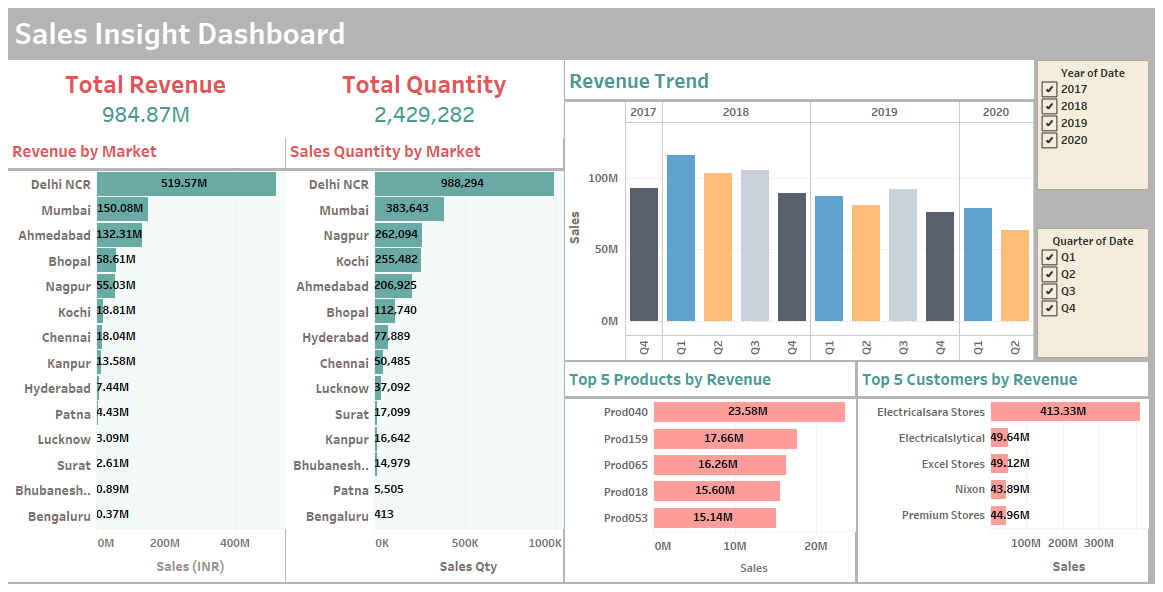 Sales Insight Dashboard
Total Revenue
984.87M
Total Quantity
2,429,282
Revenue by Market
Delhi NCR 519.57M
Mumbai 150.08M
Ahmedabad 132.31M
Bhopal 58.61M
Nagpur 55.03M
Kochi 18.81M
Chennai 18.04M
Kanpur 13.58M
Hyderabad 7.44M
Patna 4.43M
Lucknow 3.09M
Surat 2.61M
Bhubanesh.. 0.89M
Bengaluru 0.37M
0M 200M 400M
Sales (INR)
Sales Quantity by Market
Delhi NCR 988,294
Mumbai 383,643
Nagpur 262,094
Kochi 255,482
Ahmedabad 206,925
Bhopal 112,740
Hyderabad 77,889
Chennai 50,485
Lucknow 37,092
Surat 17,099
Kanpur 16,642
Bhubanesh.. 14,979
Patna 5,505
Bengaluru 413
0K 500K 1000K
Sales Qty
Revenue Trend
2017 2018 2019 2020
100M
50M
0M
Sales
Q4 Q1 Q2 Q3 Q4 Q1 Q2 Q3 Q4 Q1 Q2
Year of Date
2017
2018
2019
2020
Quarter of Date
Q1
Q2
Q3
Q4
Top 5 Products by Revenue
Prod040 23.58M
Prod159 17.66M
Prod065 16.26M
Prod018 15.60M
Prod053 15.14M
0M 10M 20M
Sales
Top 5 Customers by Revenue
Electricalsara Stores 413.33M
Electricalslytical 49.64M
Excel Stores 49.12M
Nixon 43.89M
Premium Stores 44.96M
100M 200M 300M
Sales